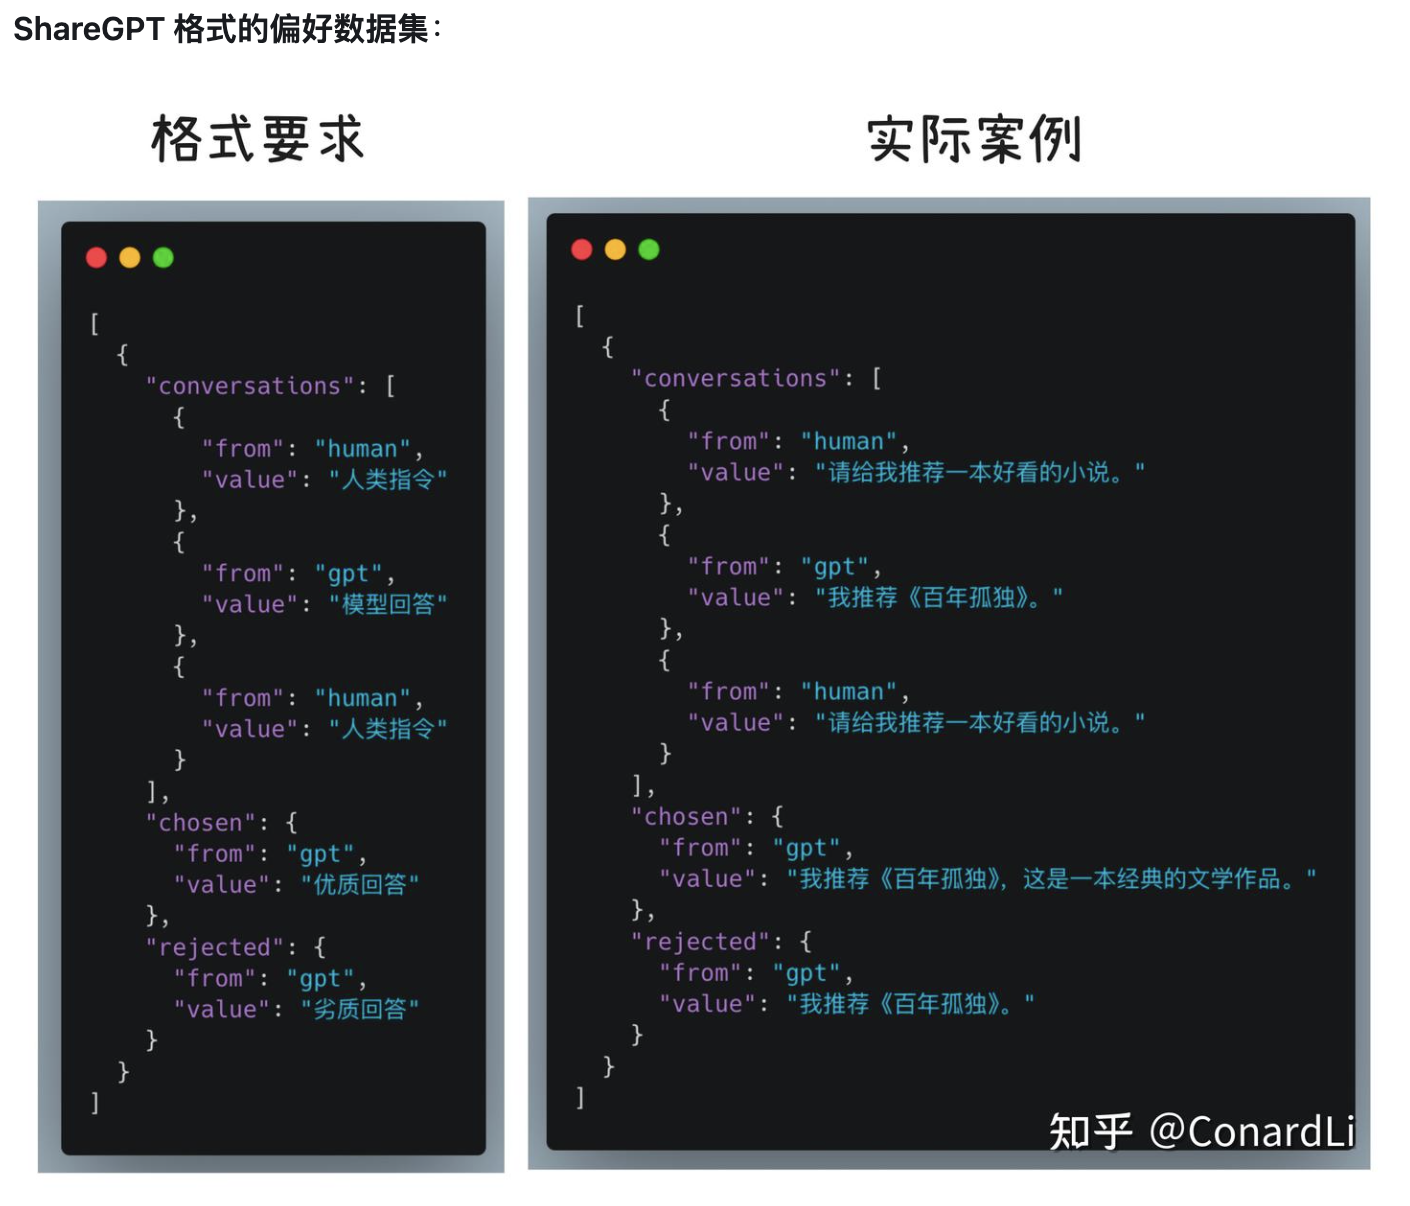 ShareGPT 格式的偏好数据集：
格式要求
[
  {
    "conversations": [
      {
        "from": "human",
        "value": "人类指令"
      },
      {
        "from": "gpt",
        "value": "模型回答"
      },
      {
        "from": "human",
        "value": "人类指令"
      }
    ],
    "chosen": {
      "from": "gpt",
      "value": "优质回答"
    },
    "rejected": {
      "from": "gpt",
      "value": "劣质回答"
    }
  }
]
实际案例
[
  {
    "conversations": [
      {
        "from": "human",
        "value": "请给我推荐一本好看的小说。"
      },
      {
        "from": "gpt",
        "value": "我推荐《百年孤独》。"
      },
      {
        "from": "human",
        "value": "请给我推荐一本好看的小说。"
      }
    ],
    "chosen": {
      "from": "gpt",
      "value": "我推荐《百年孤独》，这是一本经典的文学作品。"
    },
    "rejected": {
      "from": "gpt",
      "value": "我推荐《百年孤独》。"
    }
  }
]
知乎 @ConardLi